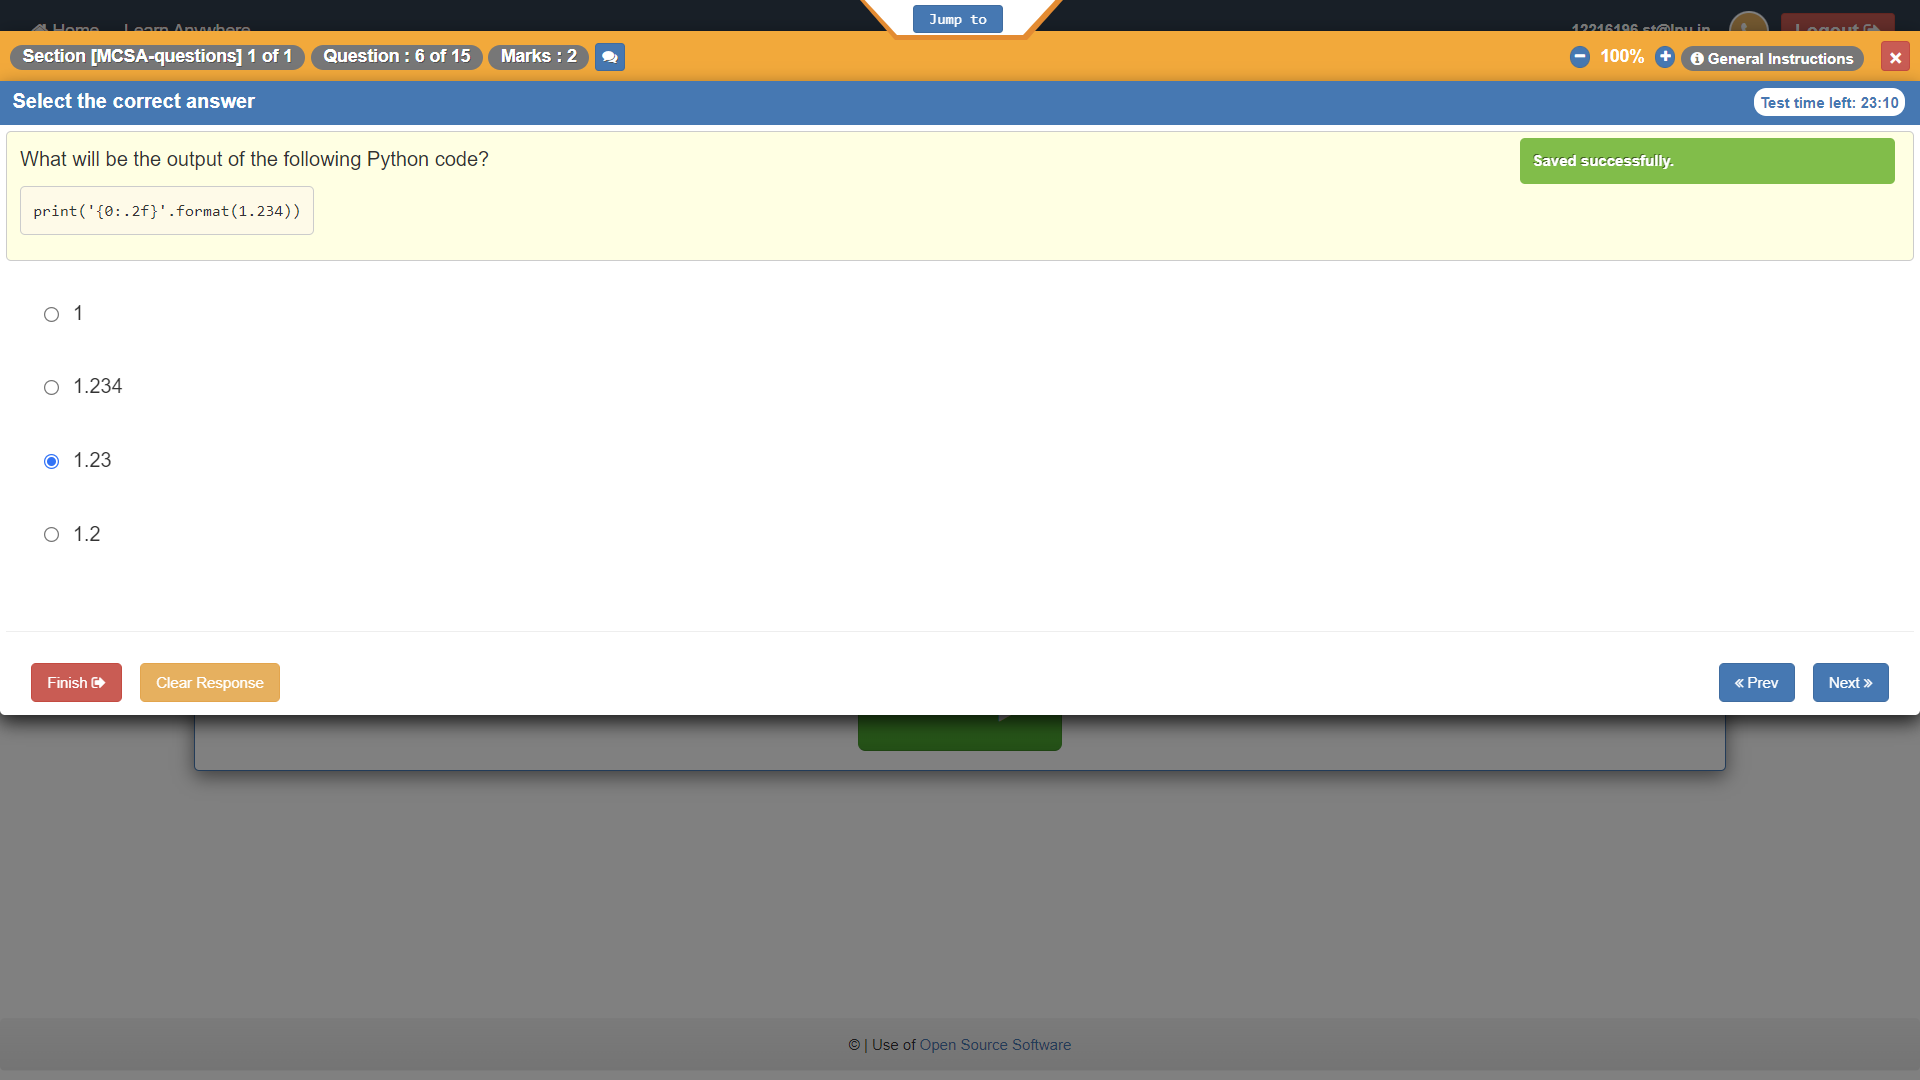 Home Learn Anywhere
Jump to
12216196.st@lpu.in
Logout
Section [MCSA-questions] 1 of 1
Question : 6 of 15
Marks : 2
100%
General Instructions
Select the correct answer
Test time left: 23:10
What will be the output of the following Python code?
Saved successfully.
print('{0:.2f}'.format(1.234))
1
1.234
1.23
1.2
Finish
Clear Response
« Prev
Next »
© | Use of Open Source Software